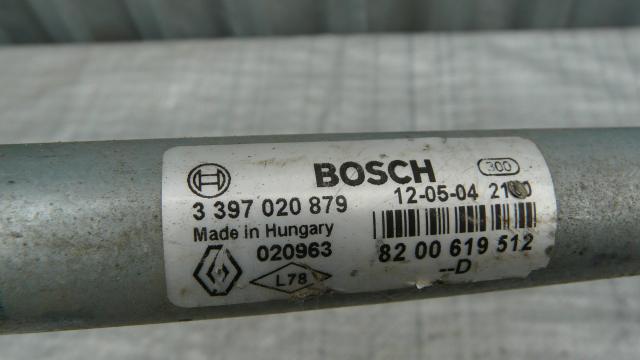 BOSCH
300
3 397 020 879
12-05-04
Made in Hungary
020963
82 00 619 512
L78
--D